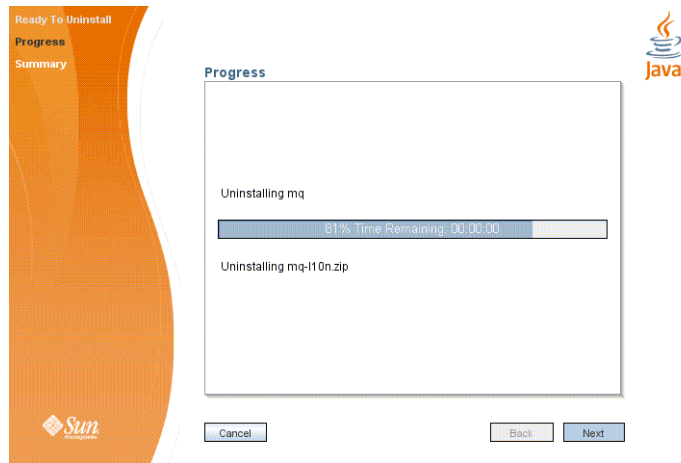 Ready To Uninstall
Progress
Summary
Java
Progress
Uninstalling mq
81% Time Remaining: 00:00:00
Uninstalling mq-l10n.zip
Sun
microsystems
Cancel
Back
Next